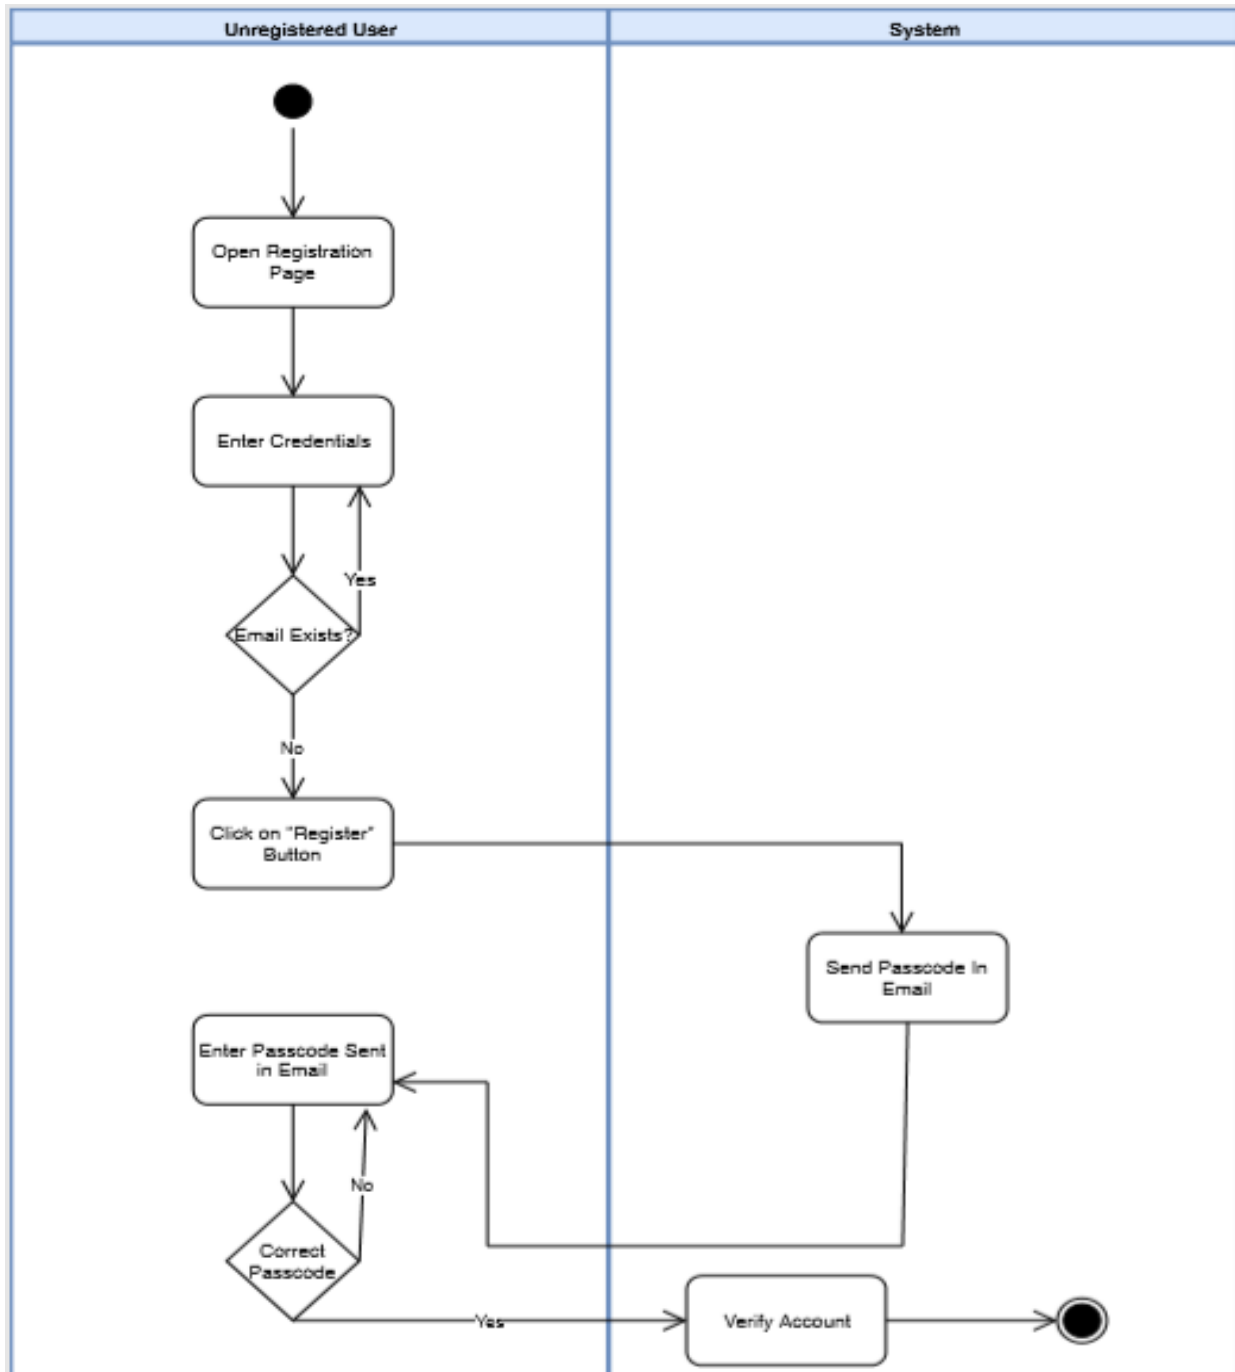 Unregistered User
System
Open Registration
Page
Enter Credentials
Yes
Email Exists?
No
Click on "Register"
Button
Send Passcode In
Email
Enter Passcode Sent
in Email
No
Correct
Passcode
Yes
Verify Account